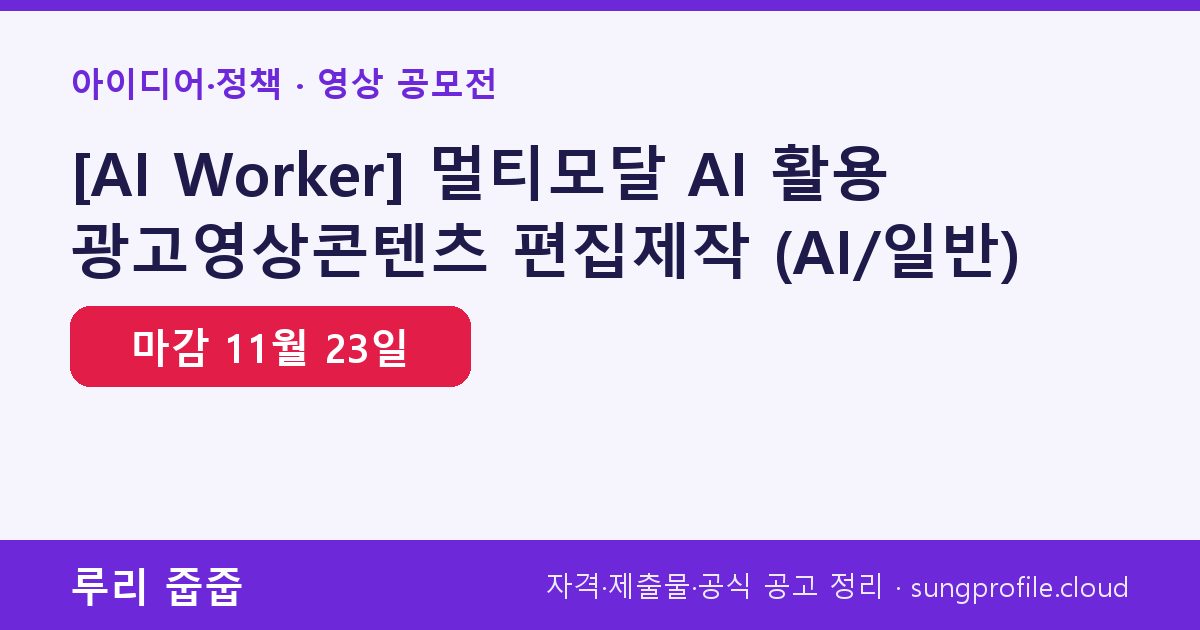 아이디어·정책 · 영상 공모전
[AI Worker] 멀티모달 AI 활용
광고영상콘텐츠 편집제작 (AI/일반)
마감 11월 23일
루리 줍줍
자격·제출물·공식 공고 정리 · sungprofile.cloud